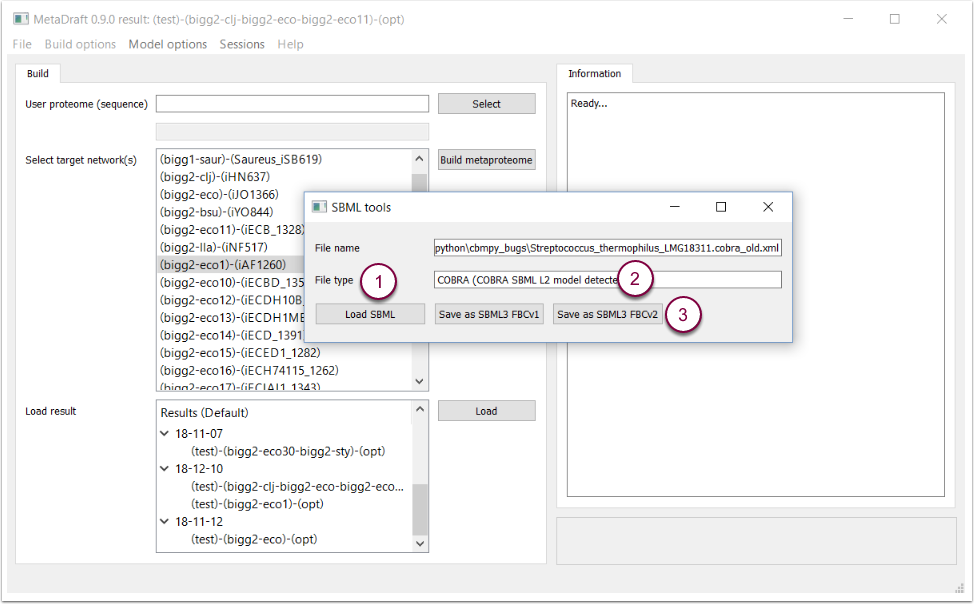 MetaDraft 0.9.0 result: (test)-(bigg2-clj-bigg2-eco-bigg2-eco11)-(opt)
File Build options Model options Sessions Help
Build
Information
User proteome (sequence)
Select
Ready...
Select target network(s)
Build metaproteome
(bigg1-saur)-(Saureus_iSB619)
(bigg2-clj)-(iHN637)
(bigg2-eco)-(iJO1366)
(bigg2-bsu)-(iYO844)
(bigg2-eco11)-(iECB_1328)
(bigg2-lla)-(iNF517)
(bigg2-eco1)-(iAF1260)
(bigg2-eco10)-(iECBD_135
(bigg2-eco12)-(iECDH10B_
(bigg2-eco13)-(iECDH1ME
(bigg2-eco14)-(iECD_1391
(bigg2-eco15)-(iECED1_1282)
(bigg2-eco16)-(iECH74115_1262)
(bigg2-eco17)-(iECIAI1_1343)
SBML tools
File name
python\cbmpy_bugs\Streptococcus_thermophilus_LMG18311.cobra_old.xml
File type
COBRA (COBRA SBML L2 model detecte
1
2
Load SBML
Save as SBML3 FBCv1
Save as SBML3 FBCv2
3
Load result
Load
Results (Default)
18-11-07
(test)-(bigg2-eco30-bigg2-sty)-(opt)
18-12-10
(test)-(bigg2-clj-bigg2-eco-bigg2-eco...
(test)-(bigg2-eco1)-(opt)
18-11-12
(test)-(bigg2-eco)-(opt)